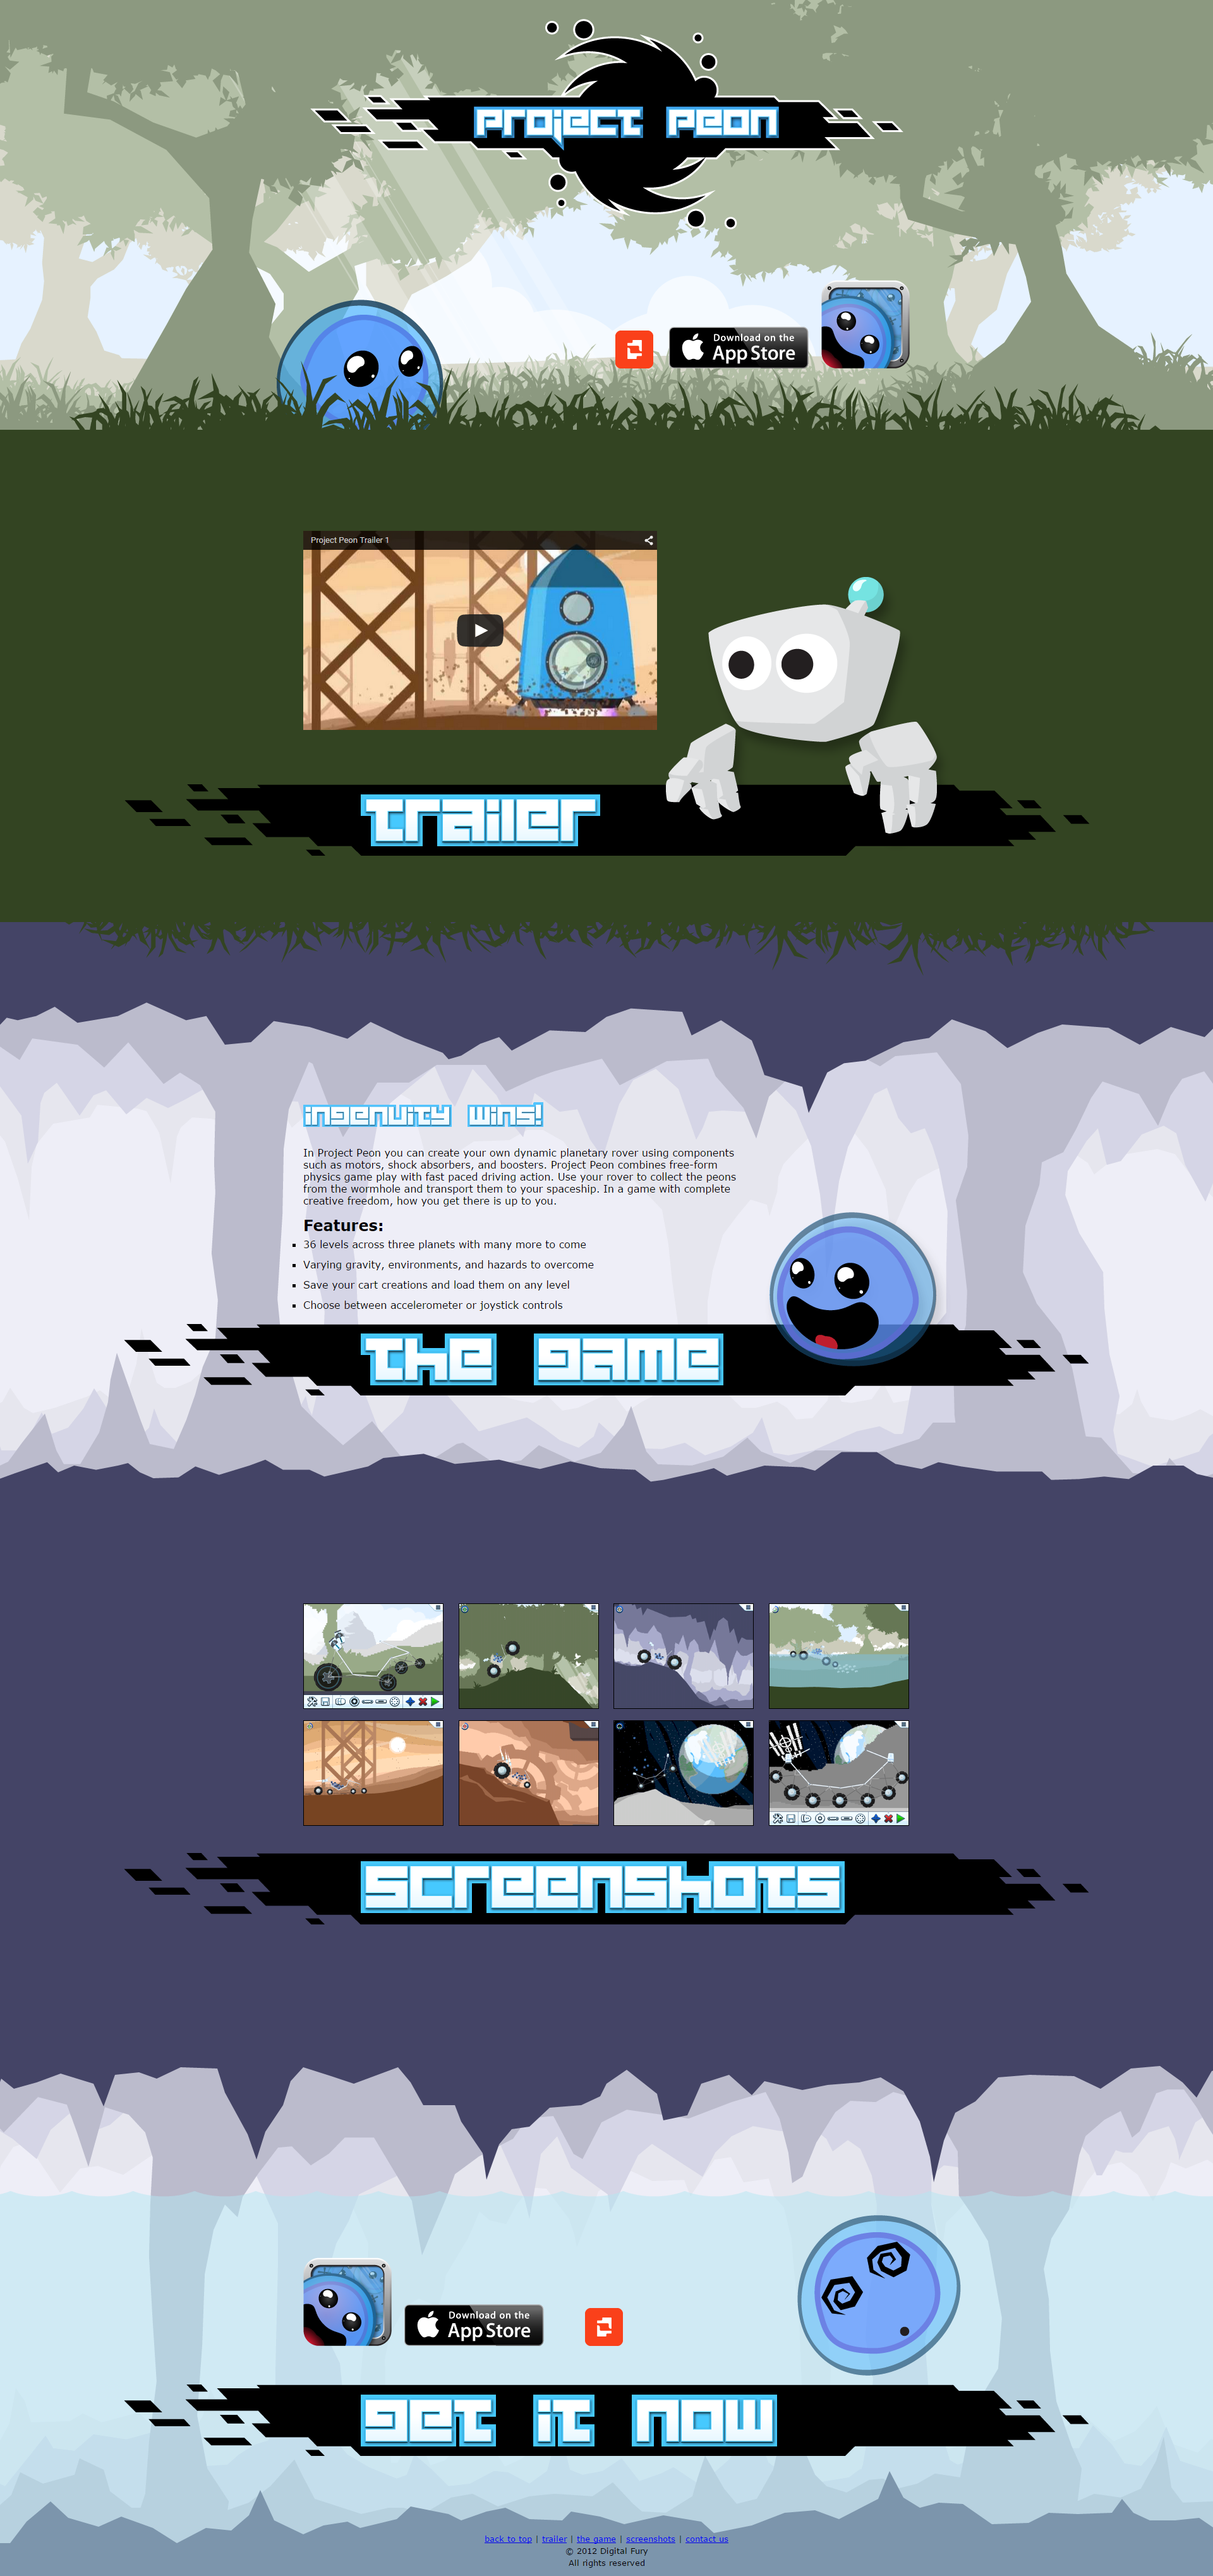 PROJECT PEON
Download on the
App Store
Project Peon Trailer 1
TRAILER
INGENUITY WINS!
In Project Peon you can create your own dynamic planetary rover using components
such as motors, shock absorbers, and boosters. Project Peon combines free-form
physics game play with fast paced driving action. Use your rover to collect the peons
from the wormhole and transport them to your spaceship. In a game with complete
creative freedom, how you get there is up to you.
Features:
36 levels across three planets with many more to come
Varying gravity, environments, and hazards to overcome
Save your cart creations and load them on any level
Choose between accelerometer or joystick controls
THE GAME
SCREENSHOTS
Download on the
App Store
GET IT NOW
back to top | trailer | the game | screenshots | contact us
© 2012 Digital Fury
All rights reserved